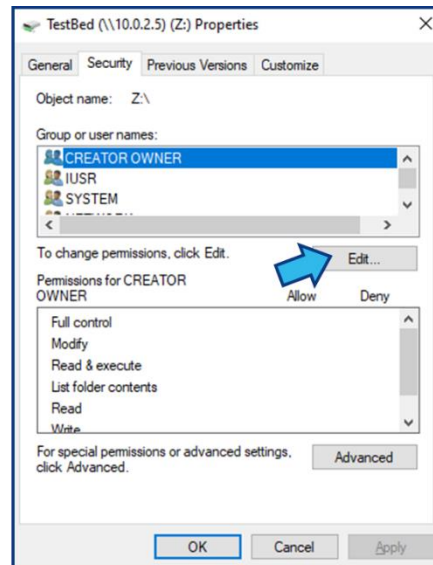 TestBed (\\10.0.2.5) (Z:) Properties
General Security Previous Versions Customize
Object name: Z:\
Group or user names:
CREATOR OWNER
IUSR
SYSTEM
To change permissions, click Edit.
Edit...
Permissions for CREATOR
OWNER Allow Deny
Full control
Modify
Read & execute
List folder contents
Read
Write
For special permissions or advanced settings,
click Advanced.
Advanced
OK Cancel Apply